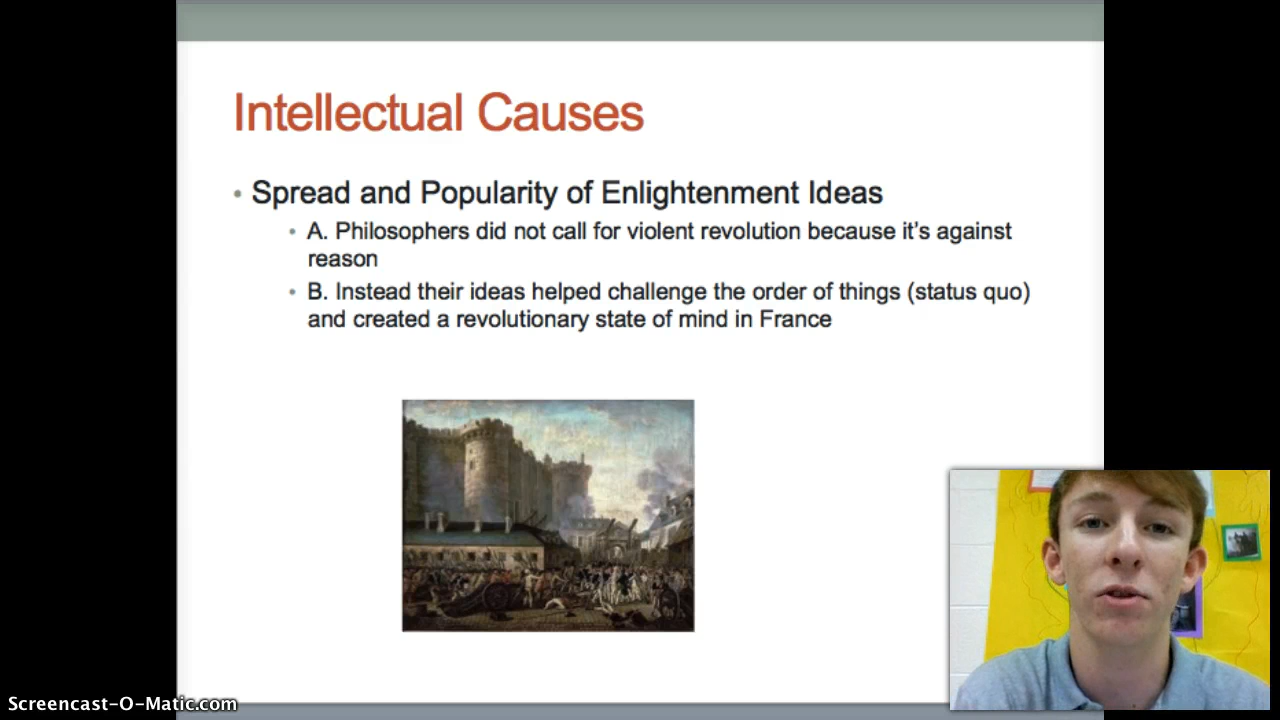 Intellectual Causes
• Spread and Popularity of Enlightenment Ideas
• A. Philosophers did not call for violent revolution because it's against
reason
• B. Instead their ideas helped challenge the order of things (status quo)
and created a revolutionary state of mind in France
Screencast-O-Matic.com